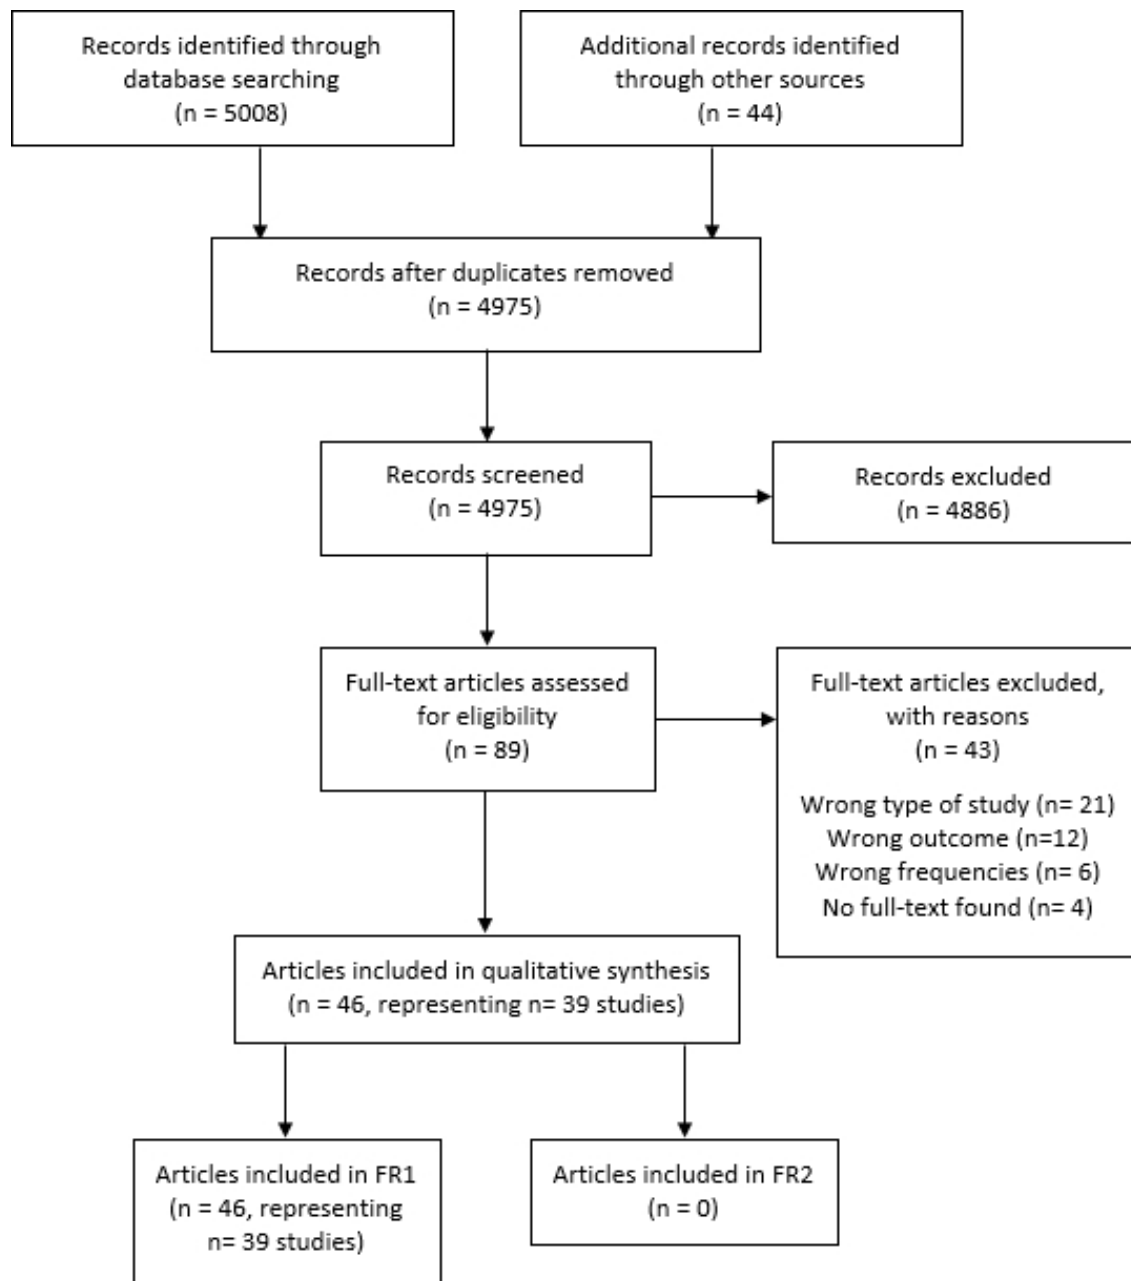 Records identified through
database searching
(n = 5008)
Additional records identified
through other sources
(n = 44)
Records after duplicates removed
(n = 4975)
Records screened
(n = 4975)
Records excluded
(n = 4886)
Full-text articles assessed
for eligibility
(n = 89)
Full-text articles excluded,
with reasons
(n = 43)
Wrong type of study (n= 21)
Wrong outcome (n=12)
Wrong frequencies (n= 6)
No full-text found (n= 4)
Articles included in qualitative synthesis
(n = 46, representing n= 39 studies)
Articles included in FR1
(n = 46, representing
n= 39 studies)
Articles included in FR2
(n = 0)